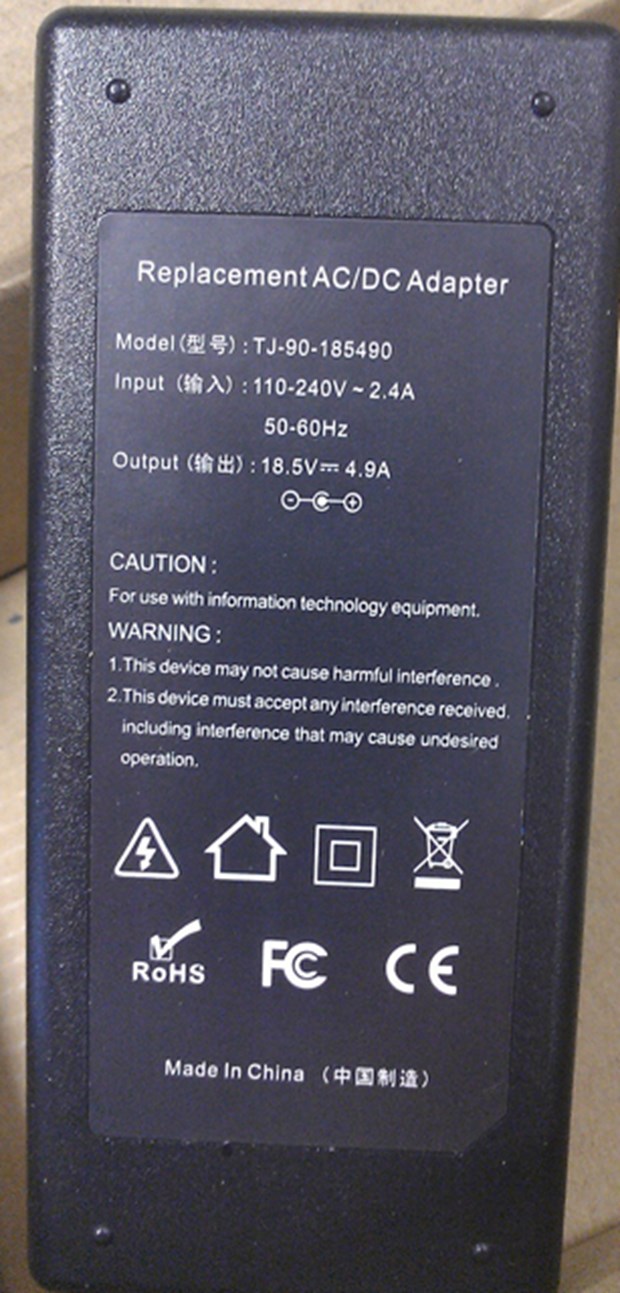 Replacement AC/DC Adapter
Model (型号) : TJ-90-185490
Input (输入) : 110-240V ~ 2.4A
50-60Hz
Output (输出) : 18.5V⎓ 4.9A
CAUTION :
For use with information technology equipment.
WARNING :
1.This device may not cause harmful interference .
2.This device must accept any interference received.
including interference that may cause undesired
operation.
RoHS FC CE
Made In China （中国制造）